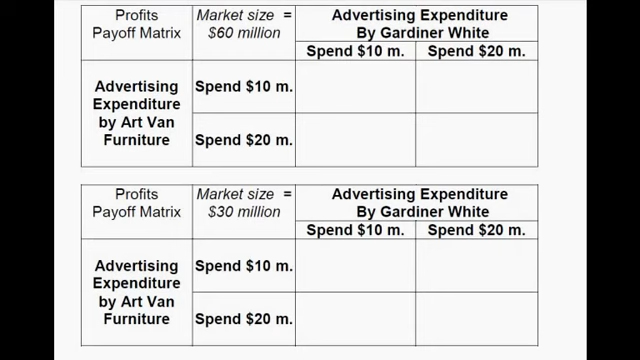 Profits
Payoff Matrix
Market size =
$60 million
Advertising Expenditure
By Gardiner White
Spend $10 m.
Spend $20 m.
Advertising
Expenditure
by Art Van
Furniture
Spend $10 m.
Spend $20 m.
Profits
Payoff Matrix
Market size =
$30 million
Advertising Expenditure
By Gardiner White
Spend $10 m.
Spend $20 m.
Advertising
Expenditure
by Art Van
Furniture
Spend $10 m.
Spend $20 m.